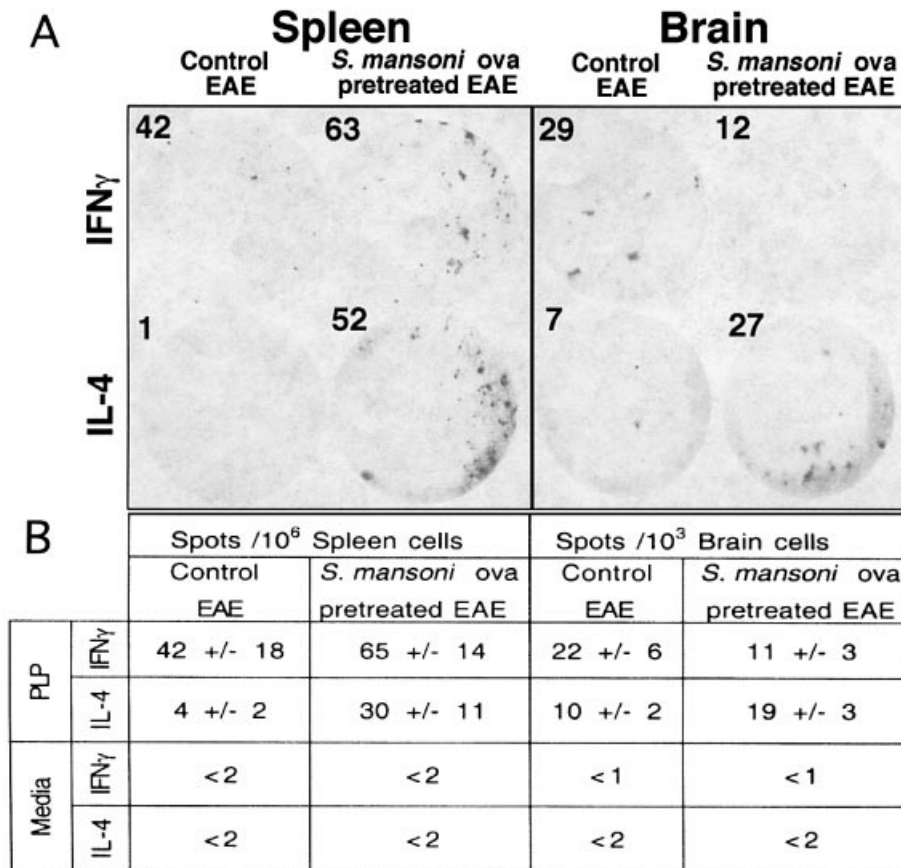 A
Spleen
Brain
Control EAE
S. mansoni ova pretreated EAE
Control EAE
S. mansoni ova pretreated EAE
IFNγ
42
63
29
12
IL-4
1
52
7
27
B
Spots /10⁶ Spleen cells
Spots /10³ Brain cells
Control EAE
S. mansoni ova pretreated EAE
Control EAE
S. mansoni ova pretreated EAE
PLP
IFNγ
42 +/- 18
65 +/- 14
22 +/- 6
11 +/- 3
IL-4
4 +/- 2
30 +/- 11
10 +/- 2
19 +/- 3
Media
IFNγ
<2
<2
<1
<1
IL-4
<2
<2
<2
<2